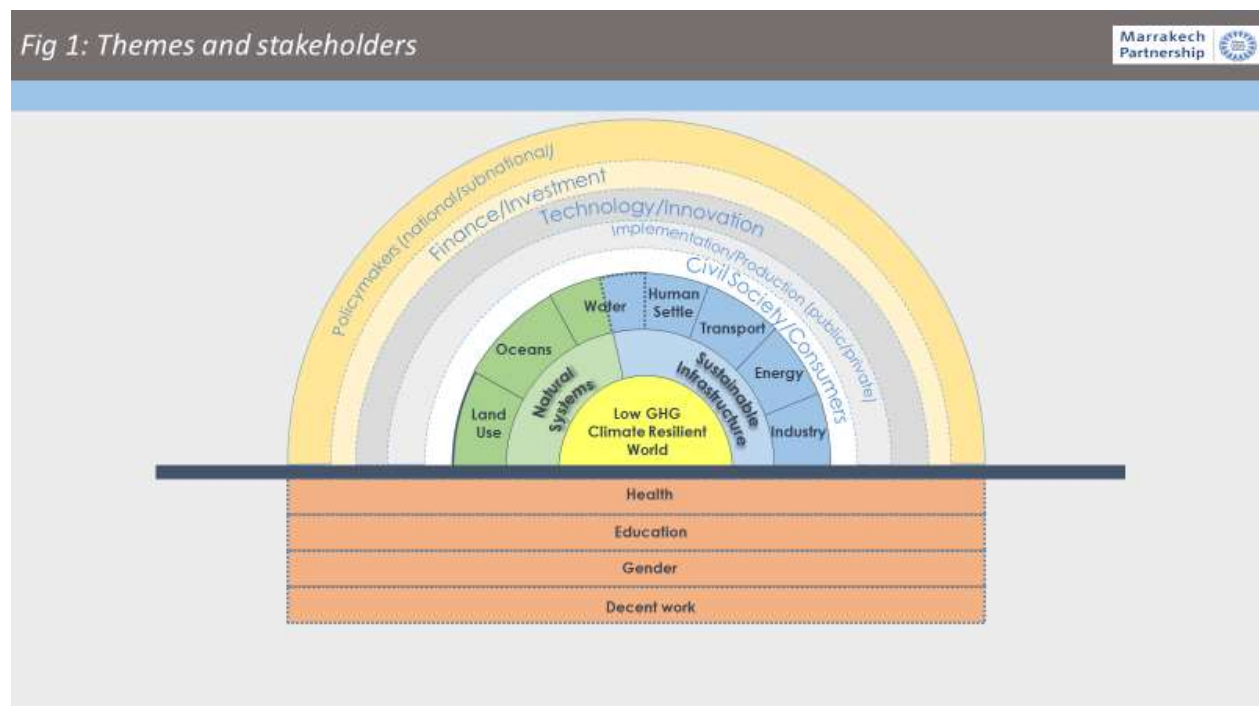 Fig 1: Themes and stakeholders
Marrakech
Partnership
Policymakers (national/subnational)
Finance/Investment
Technology/Innovation
Implementation/Production (public/private)
Civil Society/Consumers
Land
Use
Oceans
Water
Human
Settle
Transport
Energy
Industry
Natural
Systems
Sustainable
Infrastructure
Low GHG
Climate Resilient
World
Health
Education
Gender
Decent work